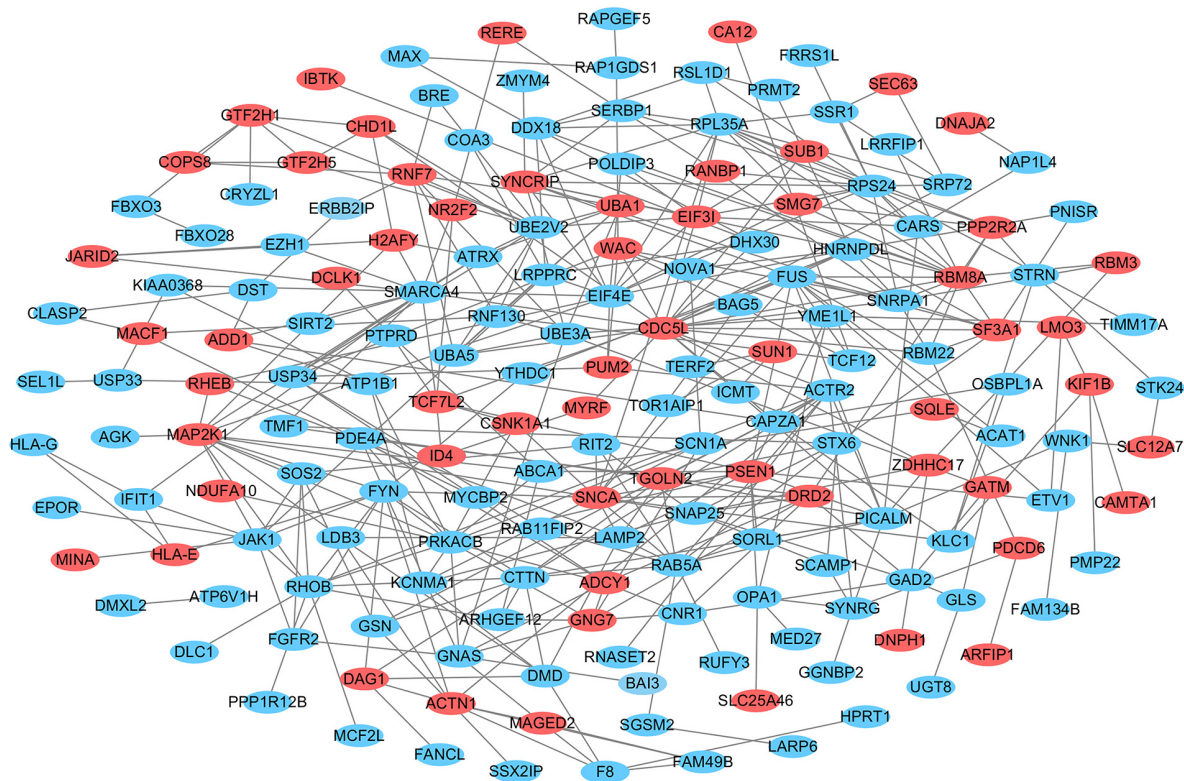 RAPGEF5
RERE
CA12
MAX
FRRS1L
RAP1GDS1
RSL1D1
IBTK
ZMYM4
SEC63
BRE
PRMT2
SERBP1
SSR1
GTF2H1
CHD1L
DDX18
RPL35A
DNAJA2
COA3
SUB1
LRRFIP1
COPS8
GTF2H5
POLDIP3
NAP1L4
RNF7
SYNCRIP
RANBP1
RPS24
SRP72
CRYZL1
FBXO3
ERBB2IP
NR2F2
UBA1
SMG7
EIF3I
CARS
PNISR
UBE2V2
PPP2R2A
FBXO28
H2AFY
EZH1
WAC
DHX30
HNRNPDL
JARID2
ATRX
LRPPRC
NOVA1
FUS
RBM8A
STRN
RBM3
DCLK1
KIAA0368
DST
SMARCA4
EIF4E
SNRPA1
BAG5
CLASP2
SIRT2
RNF130
YME1L1
MACF1
PTPRD
UBE3A
CDC5L
SF3A1
LMO3
TIMM17A
ADD1
UBA5
SUN1
TCF12
RBM22
SEL1L
USP33
RHEB
USP34
ATP1B1
YTHDC1
PUM2
TERF2
OSBPL1A
KIF1B
STK24
TCF7L2
MYRF
TOR1AIP1
ICMT
ACTR2
SQLE
AGK
MAP2K1
TMF1
CSNK1A1
CAPZA1
ACAT1
HLA-G
PDE4A
RIT2
SCN1A
STX6
WNK1
SLC12A7
ID4
SOS2
ABCA1
ZDHHC17
NDUFA10
FYN
TGOLN2
PSEN1
GATM
IFIT1
MYCBP2
SNCA
DRD2
ETV1
CAMTA1
EPOR
SNAP25
PICALM
LDB3
RAB11FIP2
JAK1
PRKACB
LAMP2
SORL1
KLC1
PDCD6
MINA
HLA-E
RAB5A
SCAMP1
PMP22
RHOB
KCNMA1
CTTN
ADCY1
GAD2
ATP6V1H
OPA1
GLS
DMXL2
SYNRG
FAM134B
ARHGEF12
GNG7
CNR1
GSN
FGFR2
MED27
DNPH1
DLC1
GNAS
RNASET2
RUFY3
ARFIP1
GGNBP2
DAG1
DMD
BAI3
UGT8
PPP1R12B
ACTN1
SLC25A46
MAGED2
SGSM2
HPRT1
MCF2L
LARP6
FANCL
FAM49B
SSX2IP
F8